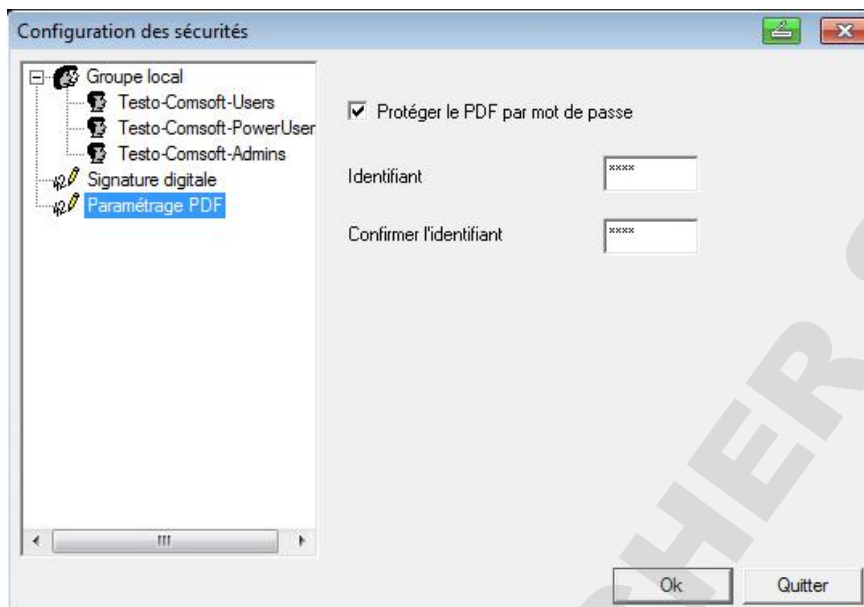 Configuration des sécurités
Groupe local
Testo-Comsoft-Users
Testo-Comsoft-PowerUser
Testo-Comsoft-Admins
Signature digitale
Paramétrage PDF
Protéger le PDF par mot de passe
Identifiant
××××
Confirmer l'identifiant
××××
Ok
Quitter
CHER